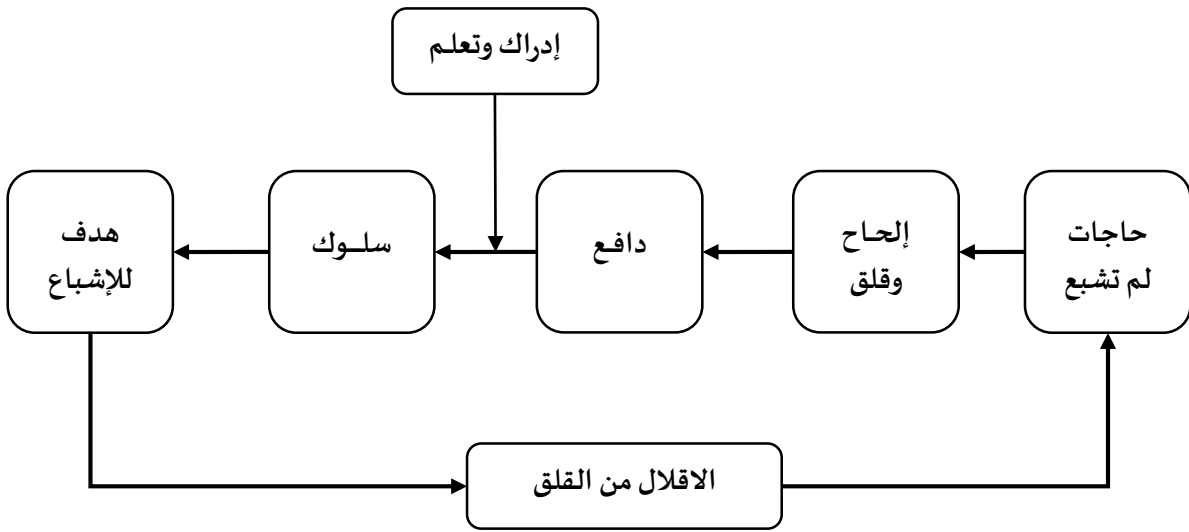 إدراك وتعلم
حاجات
لم تشبع
إلحاح
وقلق
دافع
سلوك
هدف
للإشباع
الاقلال من القلق